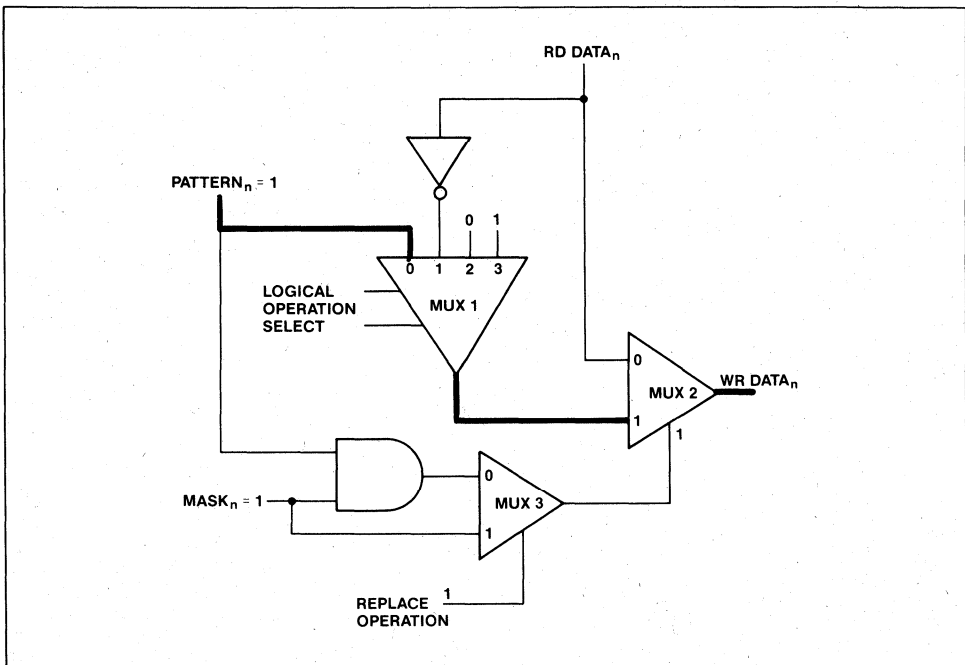 RD DATAn
PATTERNn = 1
0 1
0 1 2 3
LOGICAL
OPERATION
SELECT
MUX 1
0
MUX 2
WR DATAn
1
1
0
MASKn = 1
MUX 3
1
1
REPLACE
OPERATION